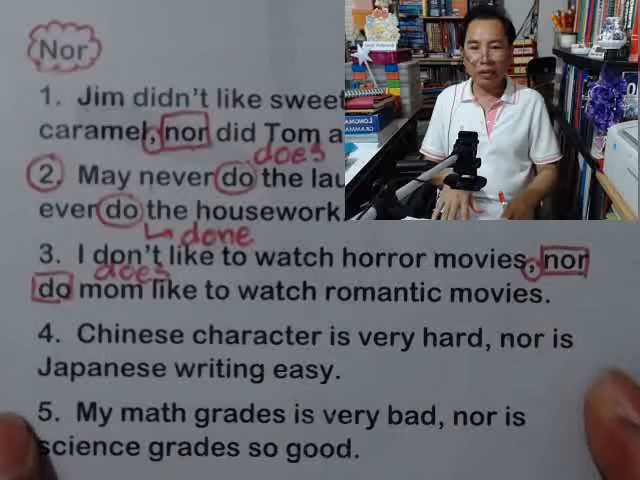 Nor
1. Jim didn't like sweet
caramel, nor did Tom a
does
2. May never do the lau
ever do the housework
done
3. I don't like to watch horror movies, nor
does
do mom like to watch romantic movies.
4. Chinese character is very hard, nor is
Japanese writing easy.
5. My math grades is very bad, nor is
science grades so good.
LONGMAN
GRAMMAR